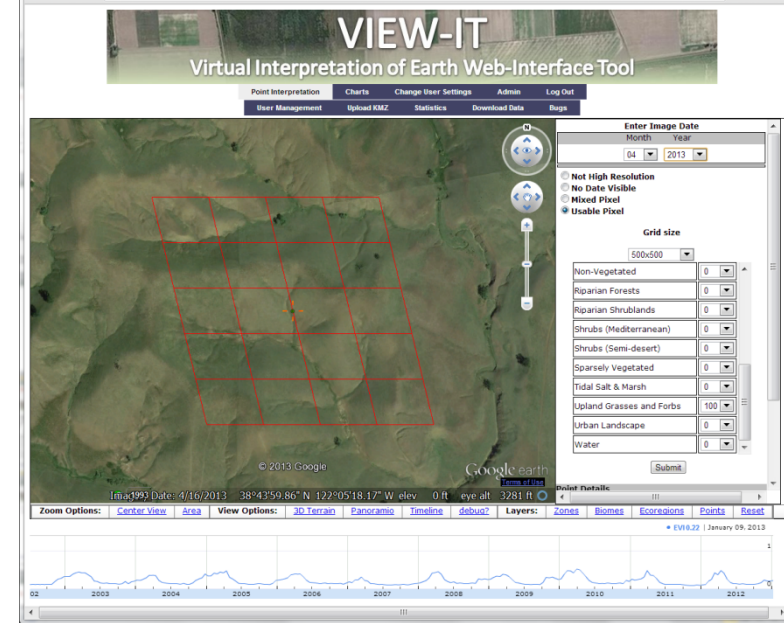 VIEW-IT
Virtual Interpretation of Earth Web-Interface Tool
Point Interpretation Charts Change User Settings Admin Log Out
User Management Upload KMZ Statistics Download Data Bugs
N
Enter Image Date
Month Year
04 2013
Not High Resolution
No Date Visible
Mixed Pixel
Usable Pixel
Grid size
500x500
Non-Vegetated 0
Riparian Forests 0
Riparian Shrublands 0
Shrubs (Mediterranean) 0
Shrubs (Semi-desert) 0
Sparsely Vegetated 0
Tidal Salt & Marsh 0
Upland Grasses and Forbs 100
Urban Landscape 0
Water 0
Submit
Point Details
© 2013 Google
Google earth
Terms of Use
1993 Date: 4/16/2013 38°43'59.86" N 122°05'18.17" W elev 0 ft eye alt 3281 ft
Zoom Options: Center View Area View Options: 3D Terrain Panoramio Timeline debug? Layers: Zones Biomes Ecoregions Points Reset
EVI0.22 | January 09, 2013
1
0
02 2003 2004 2005 2006 2007 2008 2009 2010 2011 2012